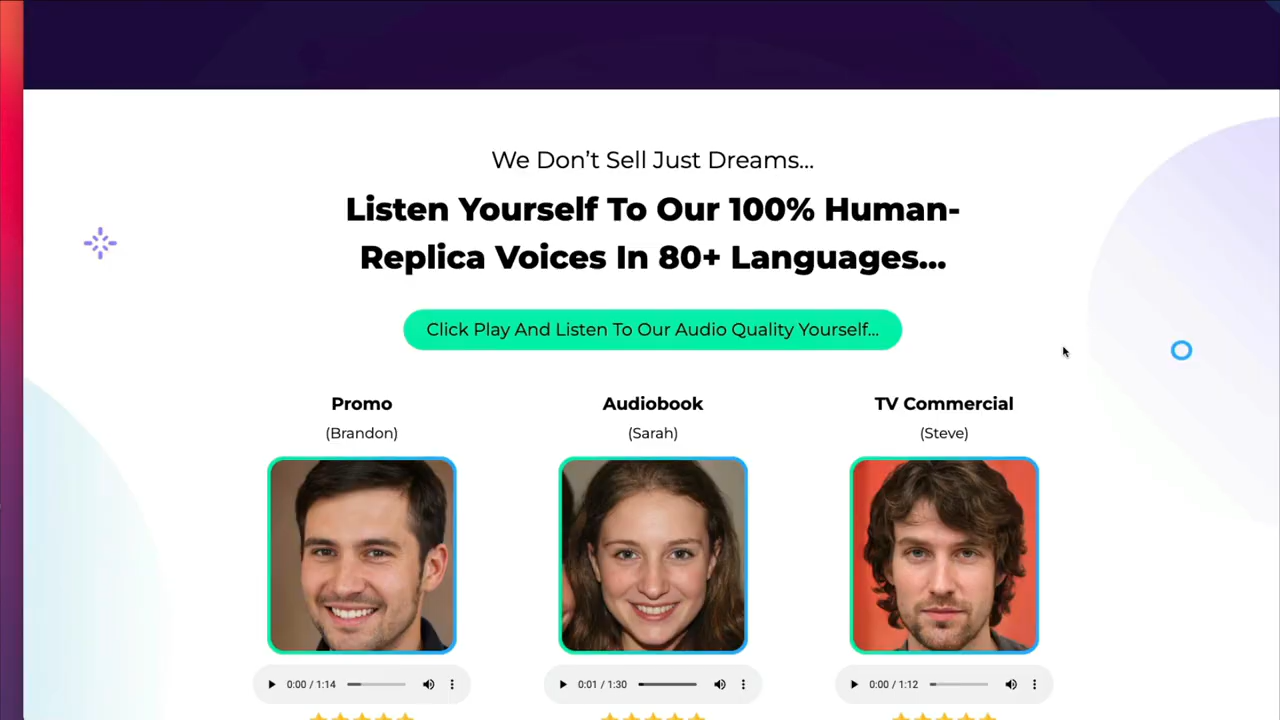 We Don't Sell Just Dreams...
Listen Yourself To Our 100% Human-
Replica Voices In 80+ Languages...
Click Play And Listen To Our Audio Quality Yourself...
Promo
(Brandon)
Audiobook
(Sarah)
TV Commercial
(Steve)
0:00 / 1:14
0:01 / 1:30
0:00 / 1:12